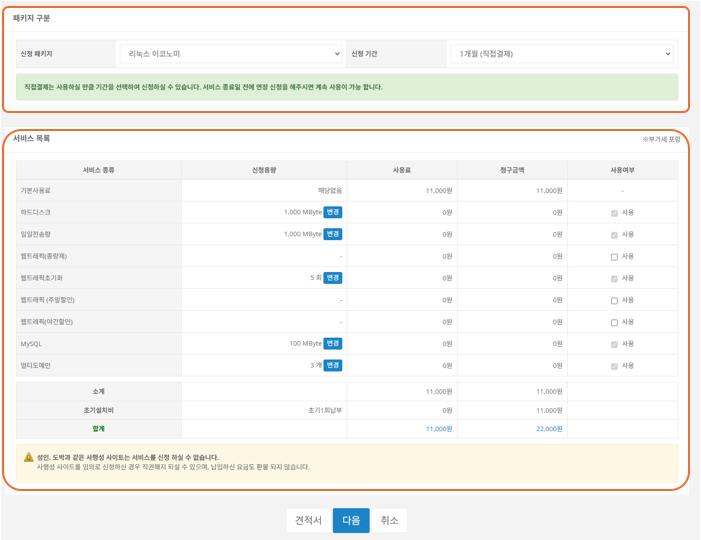 패키지 구분
신청 패키지 리눅스 이코노미 신청 기간 1개월 (직접결제)
직접결제는 사용하실 만큼 기간을 선택하여 신청하실 수 있습니다. 서비스 종료일 전에 연장 신청을 해주시면 계속 사용이 가능 합니다.
서비스 목록 ※부가세 포함
서비스 종류 신청용량 사용료 청구금액 사용여부
기본사용료 해당없음 11,000원 11,000원 -
하드디스크 1,000 MByte 변경 0원 0원 사용
일일전송량 1,000 MByte 변경 0원 0원 사용
웹트래픽(종량제) - 0원 0원 사용
웹트래픽초기화 5 회 변경 0원 0원 사용
웹트래픽 (주말할인) - 0원 0원 사용
웹트래픽(야간할인) - 0원 0원 사용
MySQL 100 MByte 변경 0원 0원 사용
멀티도메인 3 개 변경 0원 0원 사용
소계 11,000원 11,000원
초기설치비 초기1회납부 0원 11,000원
합계 11,000원 22,000원
성인, 도박과 같은 사행성 사이트는 서비스를 신청 하실 수 없습니다.
사행성 사이트를 임의로 신청하신 경우 직권해지 되실 수 있으며, 납입하신 요금도 환불 되지 않습니다.
견적서 다음 취소